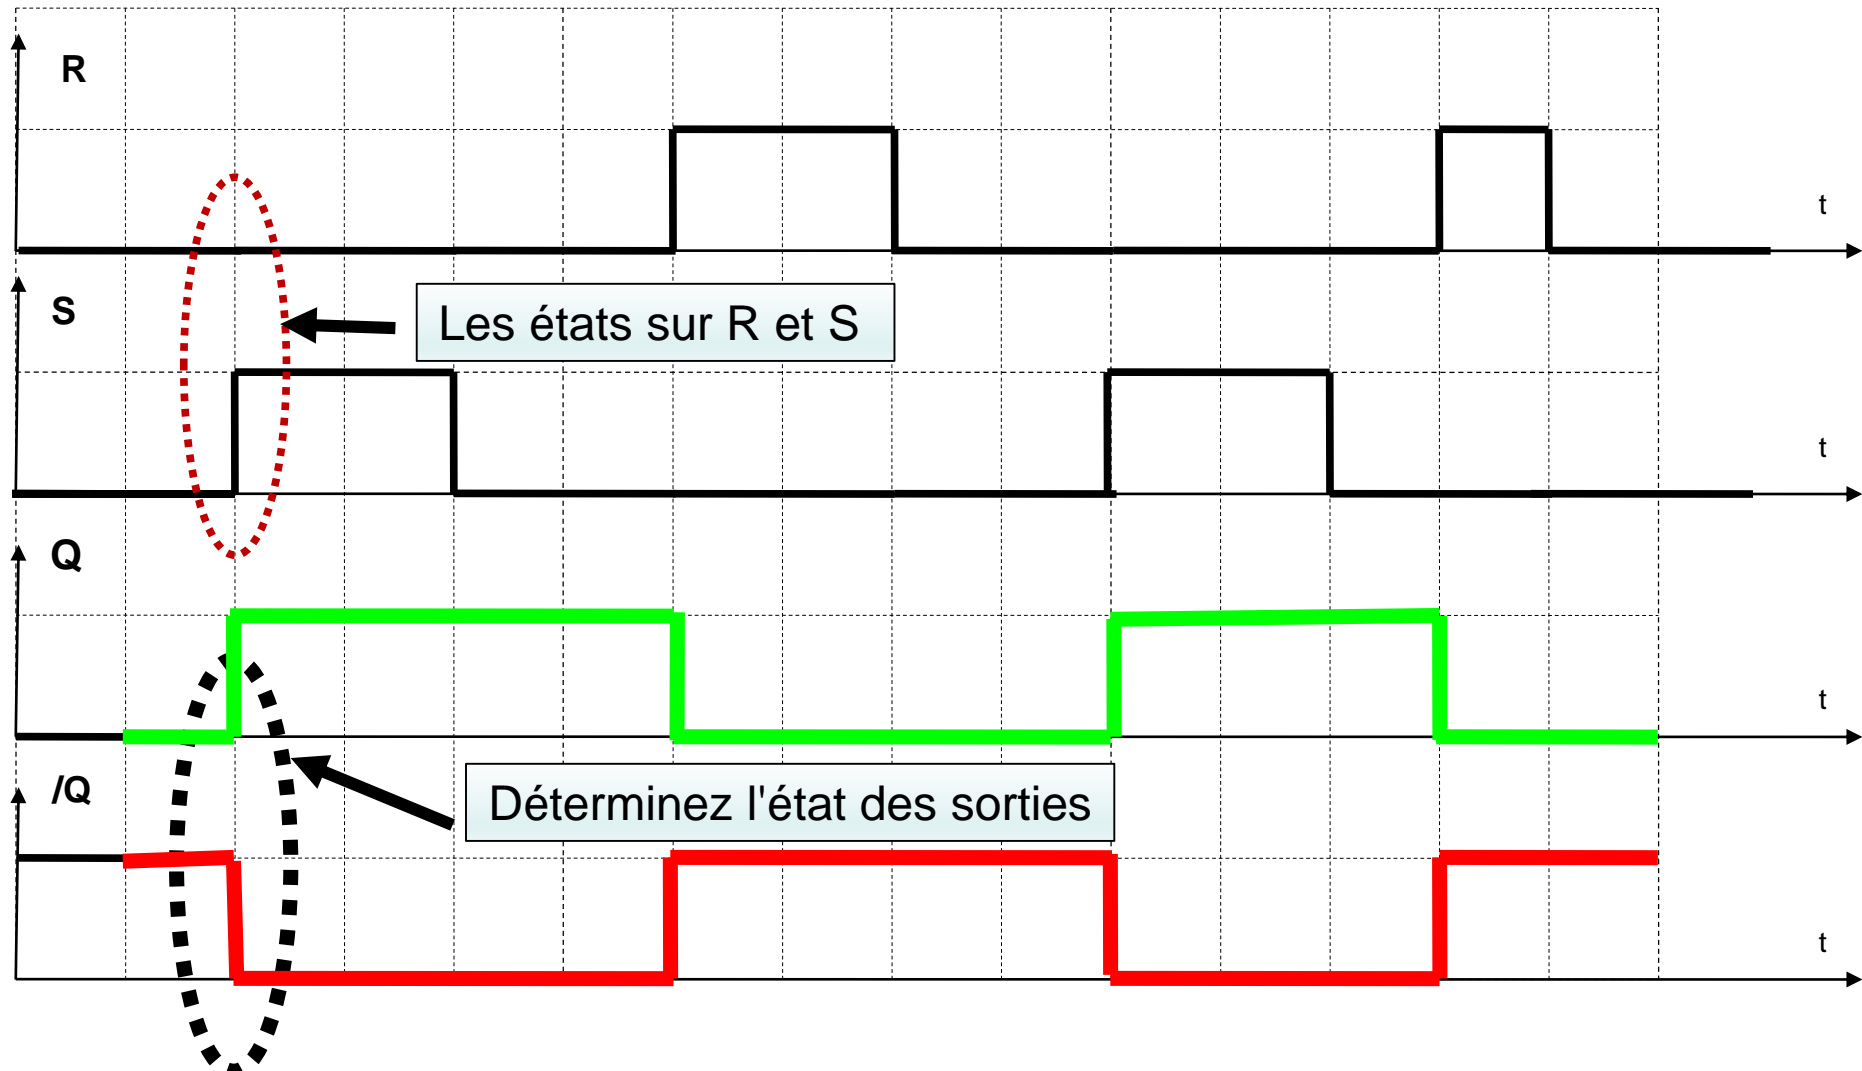 R
t
S
Les états sur R et S
t
Q
t
/Q
Déterminez l'état des sorties
t